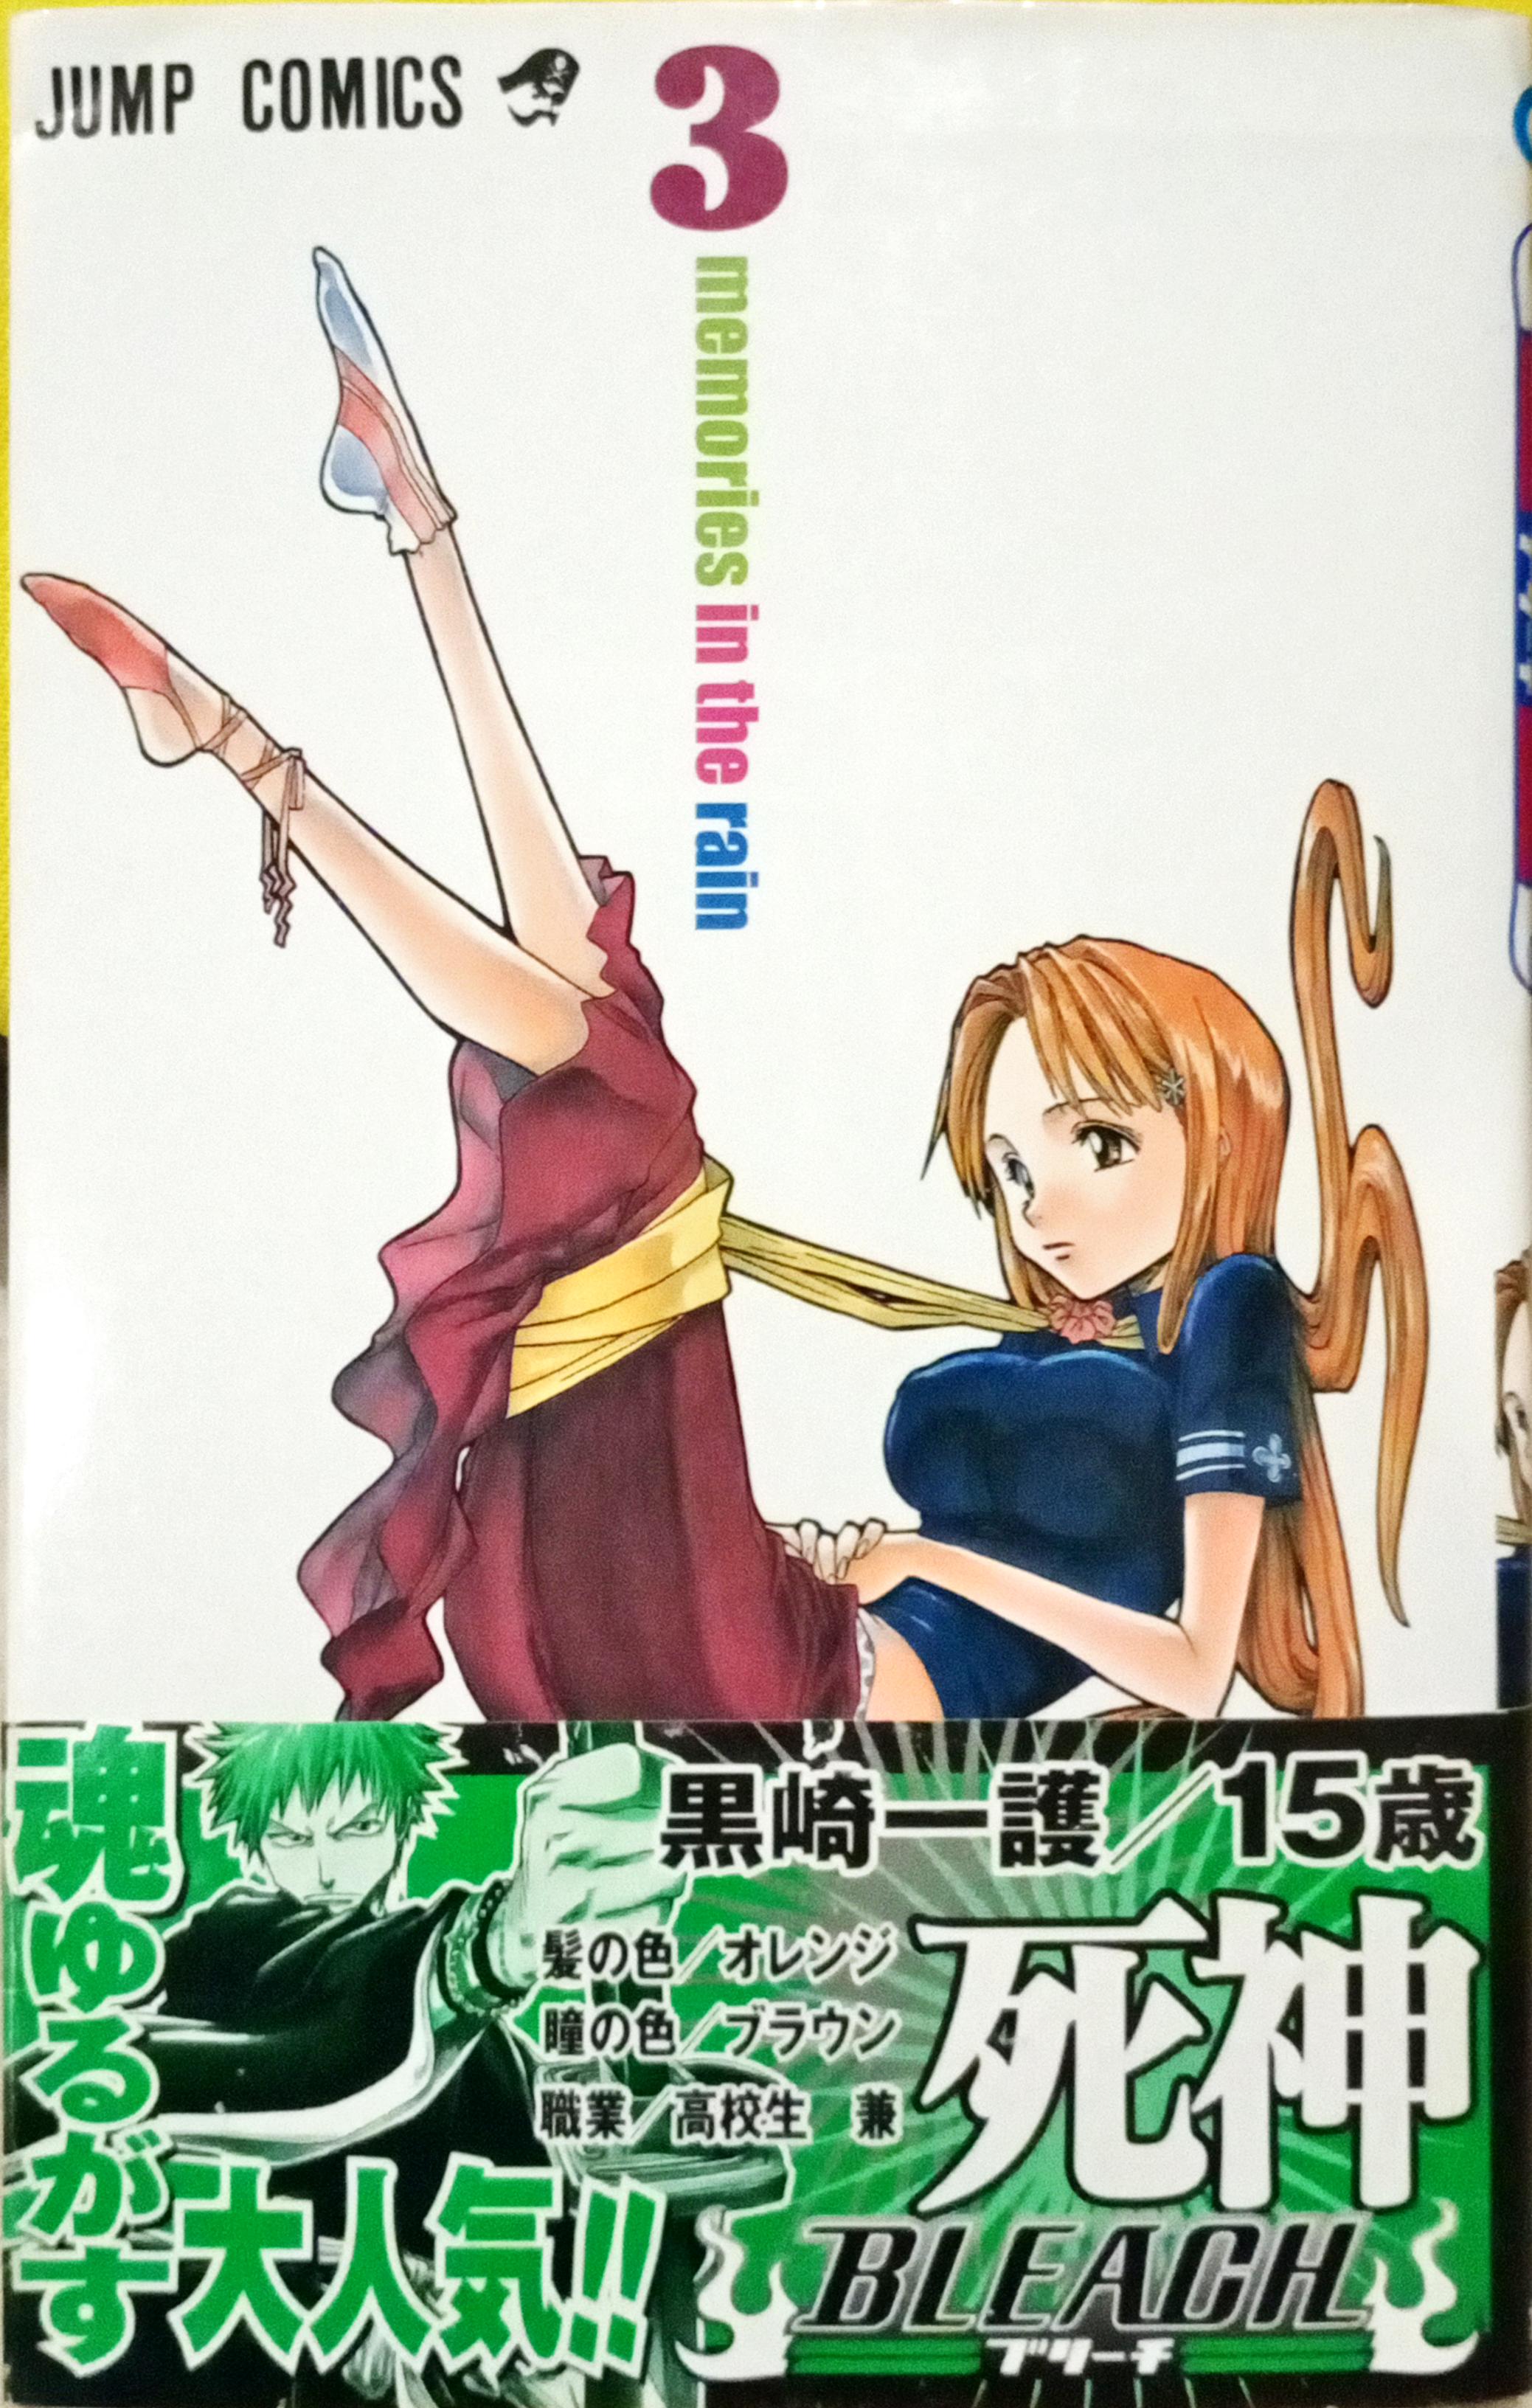 JUMP COMICS
3
memories in the rain
黒崎一護／15歳
髪の色／オレンジ
瞳の色／ブラウン
職業／高校生 兼
死神
魂ゆるがす
大人気!!
BLEACH
ブリーチ